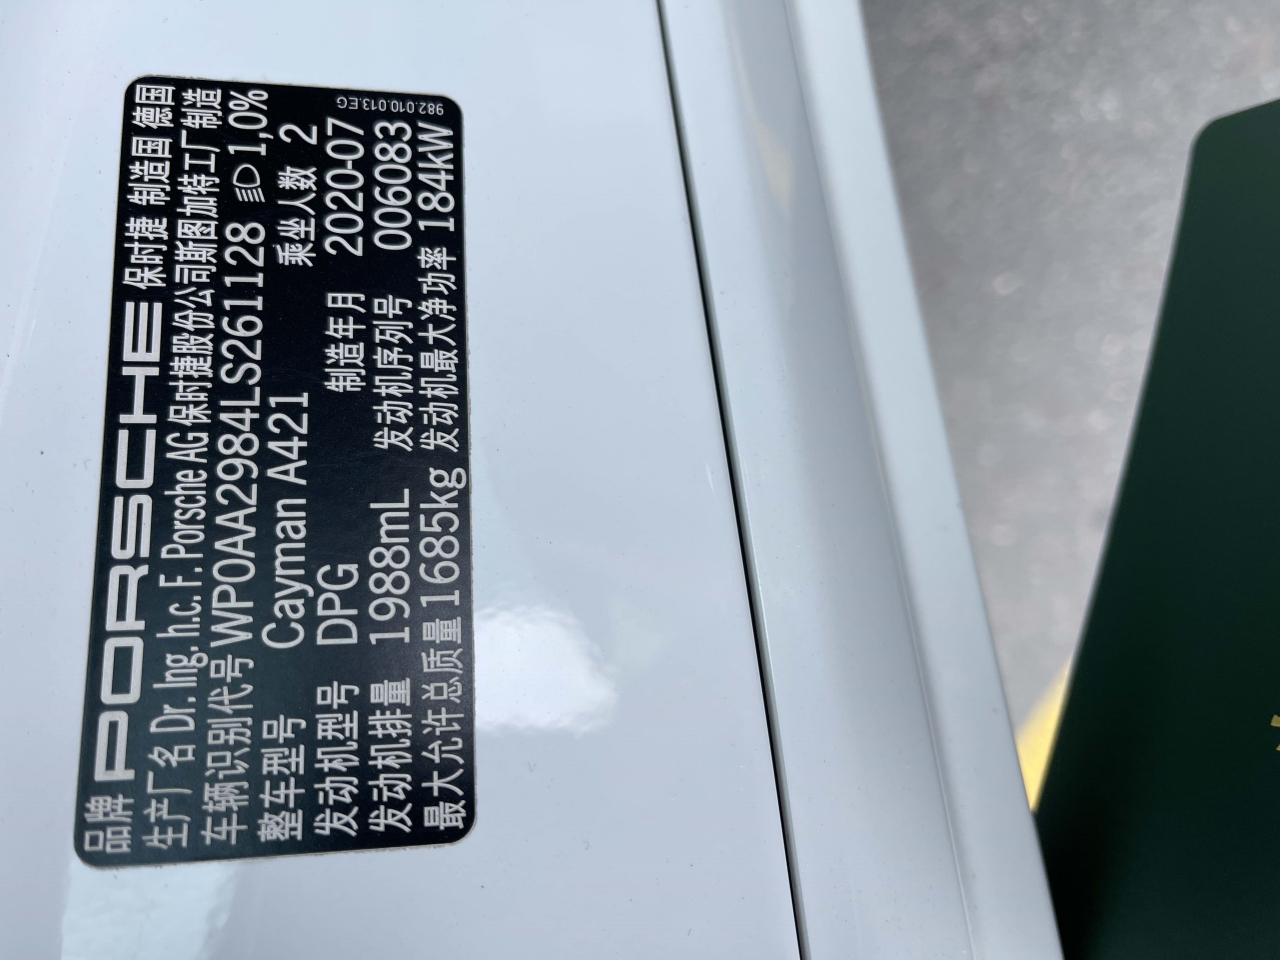 品牌 PORSCHE 保时捷 制造国 德国
生产厂名 Dr. Ing. h.c. F. Porsche AG 保时捷股份公司斯图加特工厂制造
车辆识别代号 WP0AA2984LS261128 1,0%
整车型号 Cayman A421 乘坐人数 2
发动机型号 DPG 制造年月 2020-07
发动机排量 1988mL 发动机序列号 006083
最大允许总质量 1685kg 发动机最大净功率 184kW
982.010.013.EG